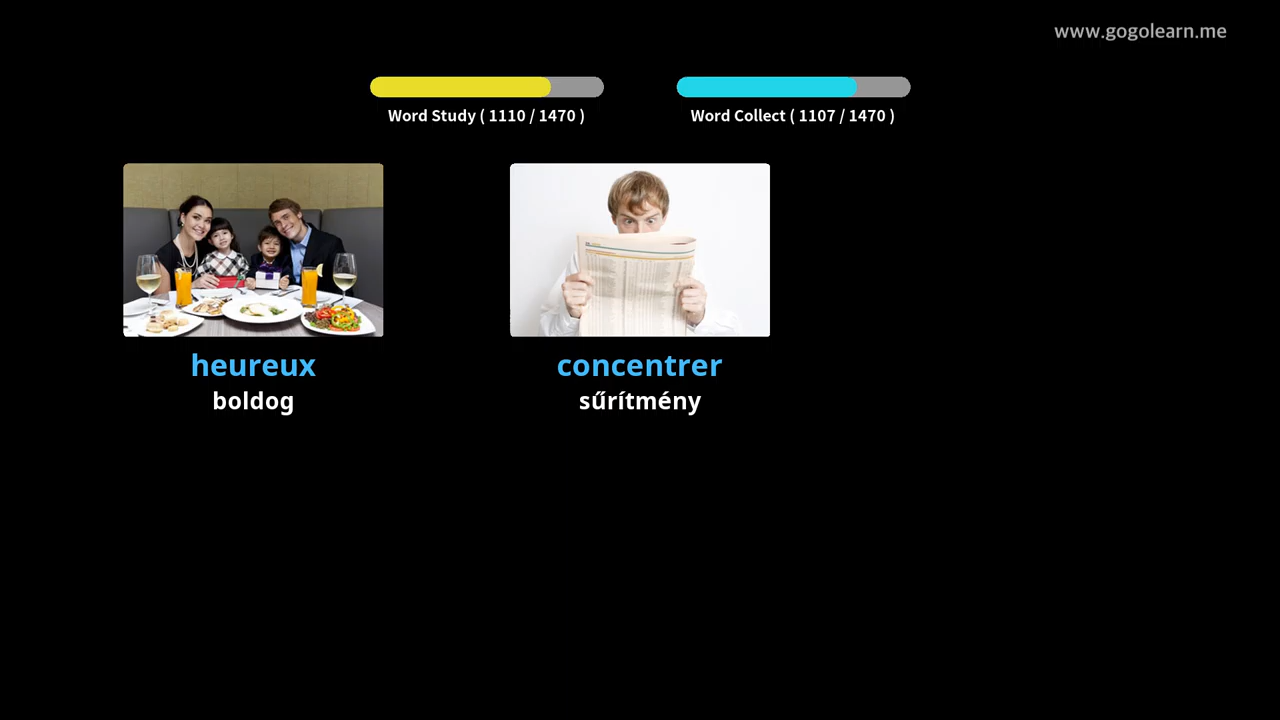 www.gogolearn.me
Word Study ( 1110 / 1470 )
Word Collect ( 1107 / 1470 )
heureux
boldog
concentrer
sűrítmény